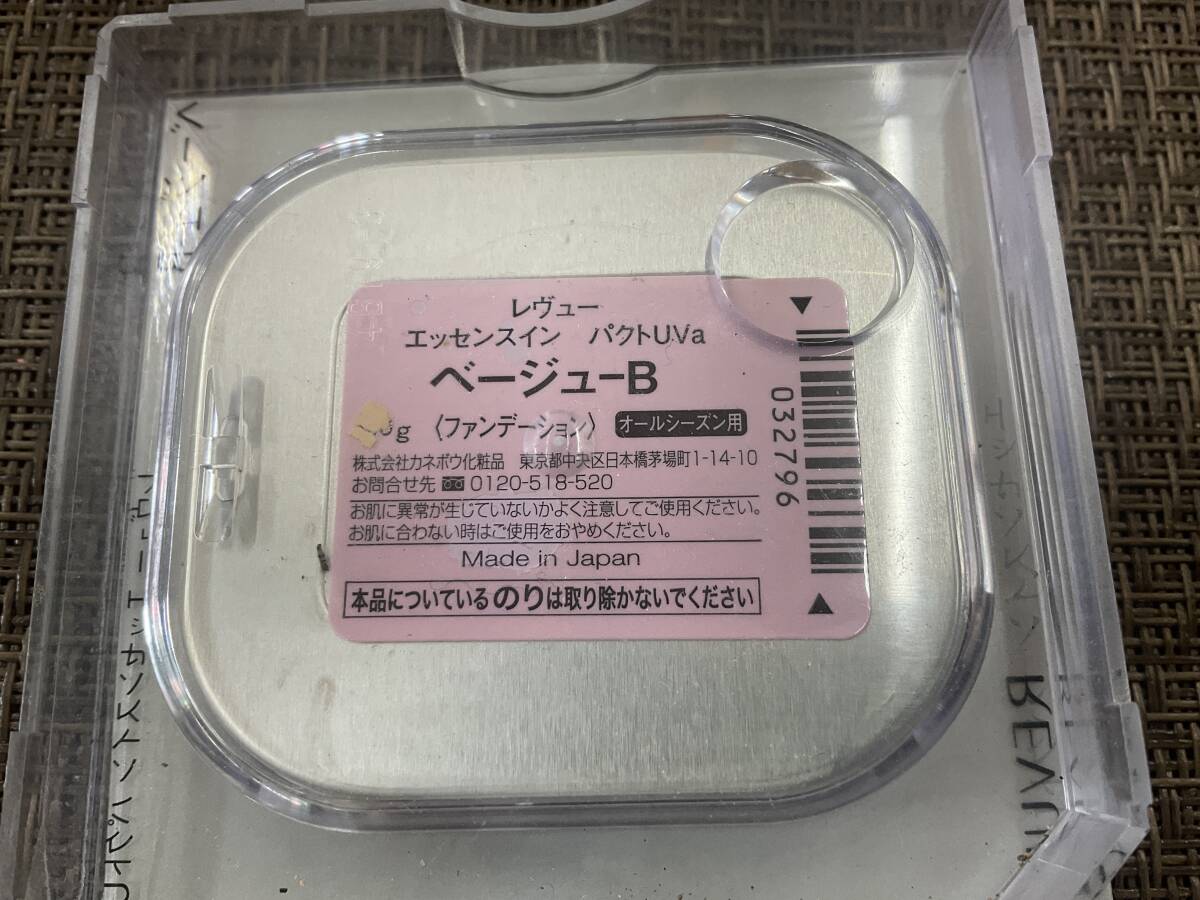 レヴュー
エッセンスイン パクトUVa
ベージューB
g 〈ファンデーション〉 オールシーズン用
株式会社カネボウ化粧品 東京都中央区日本橋茅場町1-14-10
お問合せ先 0120-518-520
お肌に異常が生じていないかよく注意してご使用ください。
お肌に合わない時はご使用をおやめください。
Made in Japan
本品についているのりは取り除かないでください
032796